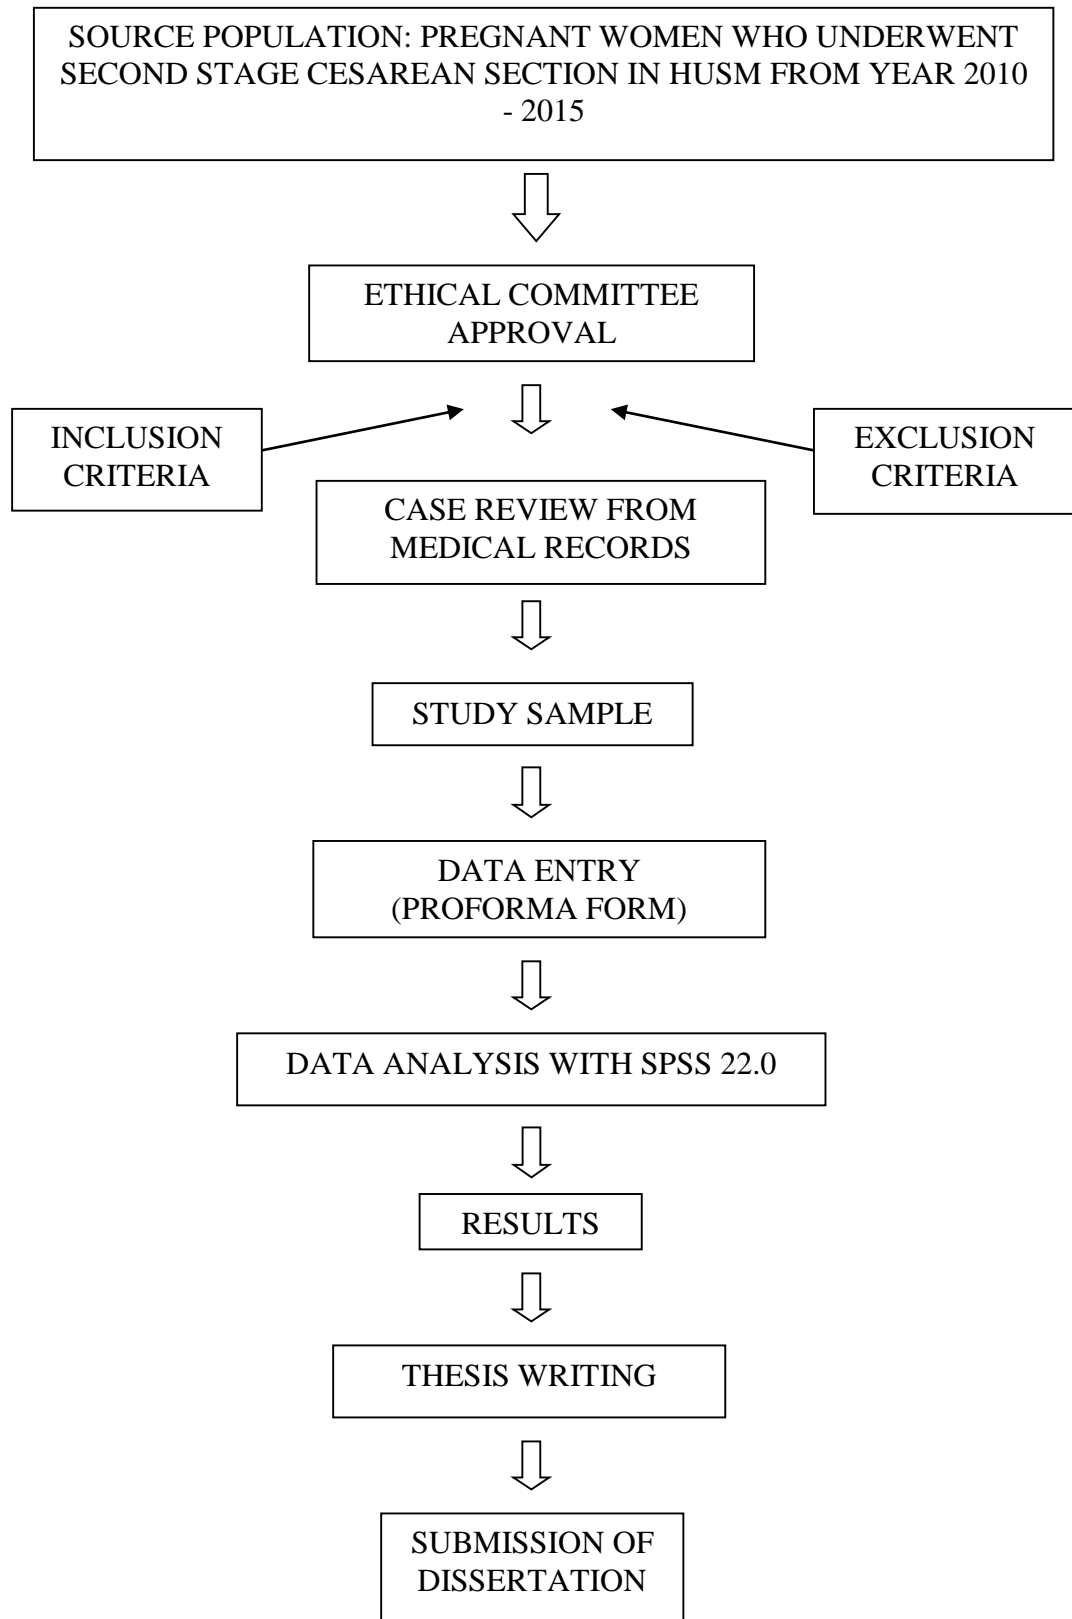 SOURCE POPULATION: PREGNANT WOMEN WHO UNDERWENT
SECOND STAGE CESAREAN SECTION IN HUSM FROM YEAR 2010
- 2015
ETHICAL COMMITTEE
APPROVAL
INCLUSION
CRITERIA
EXCLUSION
CRITERIA
CASE REVIEW FROM
MEDICAL RECORDS
STUDY SAMPLE
DATA ENTRY
(PROFORMA FORM)
DATA ANALYSIS WITH SPSS 22.0
RESULTS
THESIS WRITING
SUBMISSION OF
DISSERTATION